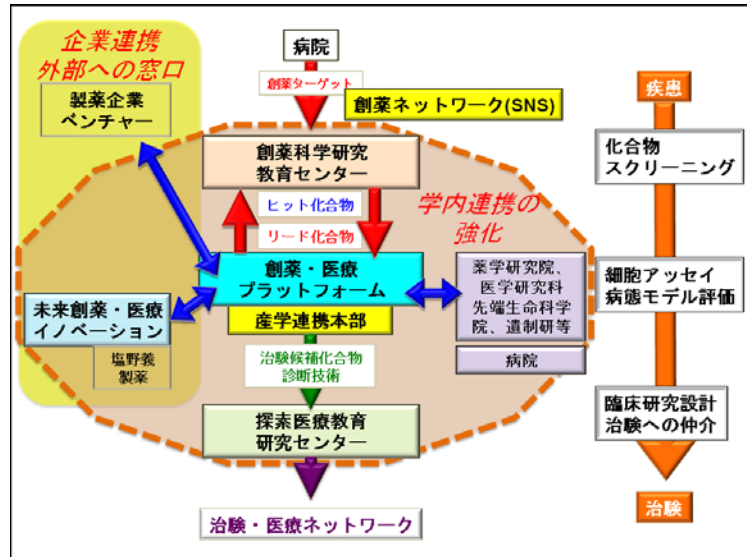 企業連携
外部への窓口
製薬企業
ベンチャー
病院
創薬ターゲット
創薬ネットワーク(SNS)
創薬科学研究
教育センター
ヒット化合物
リード化合物
学内連携の
強化
創薬・医療
プラットフォーム
産学連携本部
未来創薬・医療
イノベーション
塩野義
製薬
薬学研究院、
医学研究科
先端生命科学
院、遺制研等
病院
治験候補化合物
診断技術
探素医療教育
研究センター
治験・医療ネットワーク
疾患
化合物
スクリーニング
細胞アッセイ
病態モデル評価
臨床研究設計
治験への仲介
治験